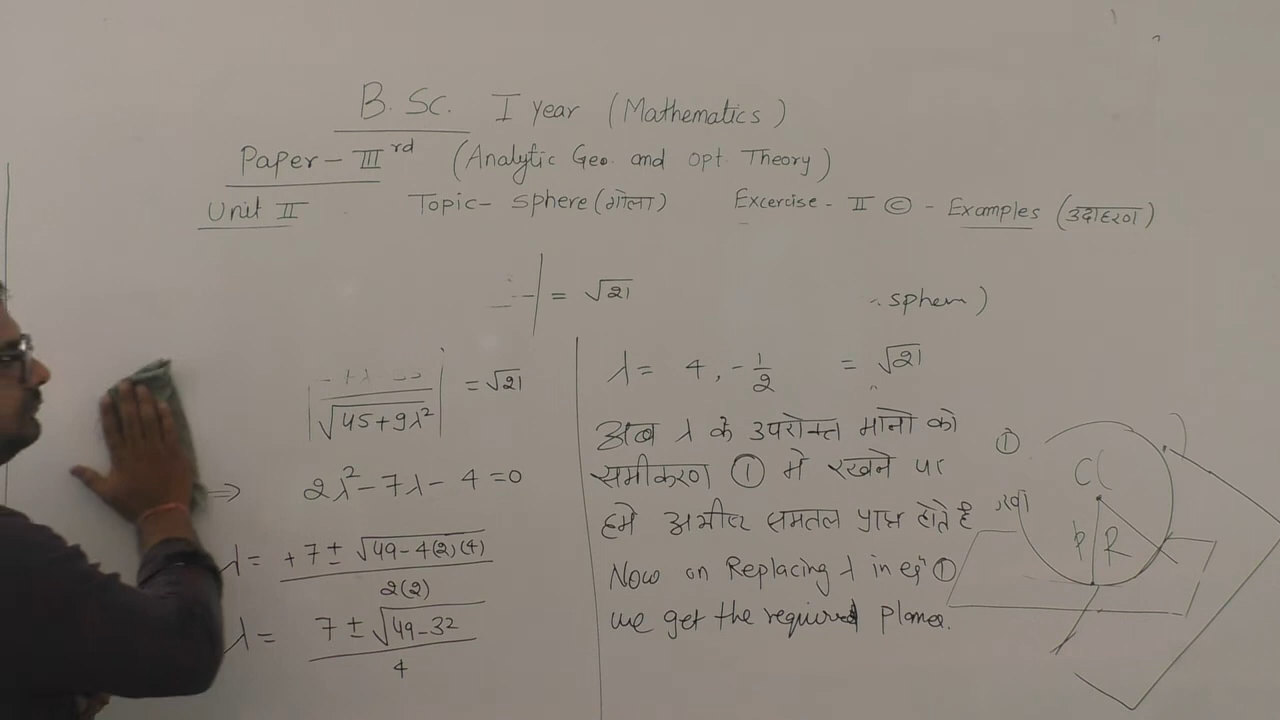 B.Sc. I year (Mathematics)
Paper-III rd (Analytic Geo. and opt Theory)
Unit II Topic- sphere (गोला) Excercise - II © - Examples (उदाहरण)
= √21
sphere)
= √21
√45+9λ²
2λ²-7λ-4=0
⇒
λ= +7±√49-4(2)(4)
2(2)
λ= 7±√49-32
4
λ= 4, -1/2 = √21
अब λ के उपरोक्त मानो को
समीकरण ① मे रखने पर
हमे अभीष्ट समतल प्राप्त होते है
Now on Replacing λ in eqⁿ ①
we get the required planes.
①
C
p R